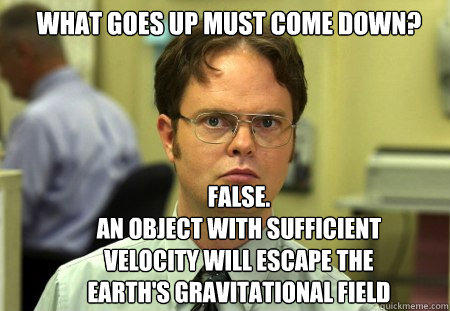 WHAT GOES UP MUST COME DOWN?
FALSE.
AN OBJECT WITH SUFFICIENT
VELOCITY WILL ESCAPE THE
EARTH'S GRAVITATIONAL FIELD
quickmeme.com